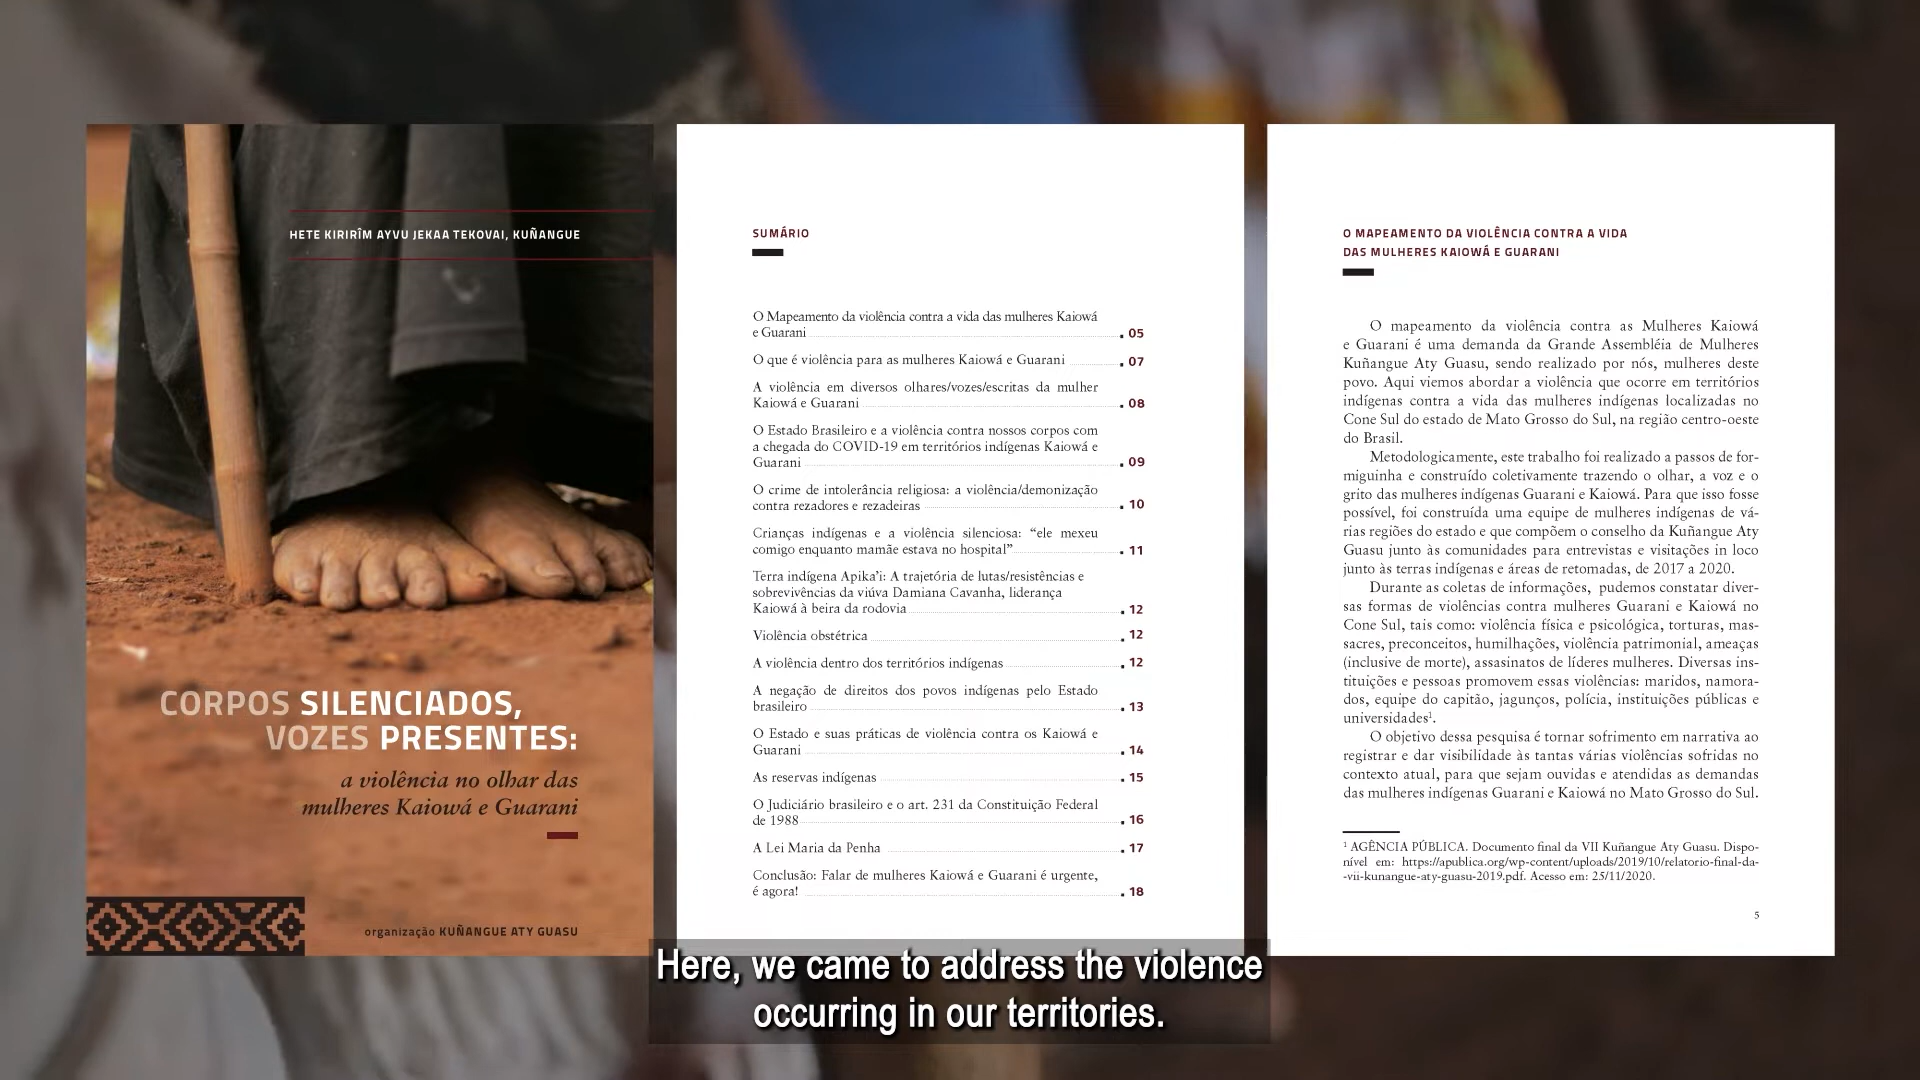 HETE KIRIRĨM AYVU JEKAA TEKOVAI, KUÑANGUE
CORPOS SILENCIADOS,
VOZES PRESENTES:
a violência no olhar das
mulheres Kaiowá e Guarani
organização KUÑANGUE ATY GUASU
SUMÁRIO
O Mapeamento da violência contra a vida das mulheres Kaiowá
e Guarani . 05
O que é violência para as mulheres Kaiowá e Guarani . 07
A violência em diversos olhares/vozes/escritas da mulher
Kaiowá e Guarani . 08
O Estado Brasileiro e a violência contra nossos corpos com
a chegada do COVID-19 em territórios indígenas Kaiowá e
Guarani . 09
O crime de intolerância religiosa: a violência/demonização
contra rezadores e rezadeiras . 10
Crianças indígenas e a violência silenciosa: “ele mexeu
comigo enquanto mamãe estava no hospital” . 11
Terra indígena Apika’i: A trajetória de lutas/resistências e
sobrevivências da viúva Damiana Cavanha, liderança
Kaiowá à beira da rodovia . 12
Violência obstétrica . 12
A violência dentro dos territórios indígenas . 12
A negação de direitos dos povos indígenas pelo Estado
brasileiro . 13
O Estado e suas práticas de violência contra os Kaiowá e
Guarani . 14
As reservas indígenas . 15
O Judiciário brasileiro e o art. 231 da Constituição Federal
de 1988 . 16
A Lei Maria da Penha . 17
Conclusão: Falar de mulheres Kaiowá e Guarani é urgente,
é agora! . 18
O MAPEAMENTO DA VIOLÊNCIA CONTRA A VIDA
DAS MULHERES KAIOWÁ E GUARANI
O mapeamento da violência contra as Mulheres Kaiowá
e Guarani é uma demanda da Grande Assembléia de Mulheres
Kuñangue Aty Guasu, sendo realizado por nós, mulheres deste
povo. Aqui viemos abordar a violência que ocorre em territórios
indígenas contra a vida das mulheres indígenas localizadas no
Cone Sul do estado de Mato Grosso do Sul, na região centro-oeste
do Brasil.
Metodologicamente, este trabalho foi realizado a passos de for-
miguinha e construído coletivamente trazendo o olhar, a voz e o
grito das mulheres indígenas Guarani e Kaiowá. Para que isso fosse
possível, foi construída uma equipe de mulheres indígenas de vá-
rias regiões do estado e que compõem o conselho da Kuñangue Aty
Guasu junto às comunidades para entrevistas e visitações in loco
junto às terras indígenas e áreas de retomadas, de 2017 a 2020.
Durante as coletas de informações, pudemos constatar diver-
sas formas de violências contra mulheres Guarani e Kaiowá no
Cone Sul, tais como: violência física e psicológica, torturas, mas-
sacres, preconceitos, humilhações, violência patrimonial, ameaças
(inclusive de morte), assassinatos de líderes mulheres. Diversas ins-
tituições e pessoas promovem essas violências: maridos, namora-
dos, equipe do capitão, jagunços, polícia, instituições públicas e
universidades¹.
O objetivo dessa pesquisa é tornar sofrimento em narrativa ao
registrar e dar visibilidade às tantas várias violências sofridas no
contexto atual, para que sejam ouvidas e atendidas as demandas
das mulheres indígenas Guarani e Kaiowá no Mato Grosso do Sul.
¹ AGÊNCIA PÚBLICA. Documento final da VII Kuñangue Aty Guasu. Dispo-
nível em: https://apublica.org/wp-content/uploads/2019/10/relatorio-final-da-
-vii-kunangue-aty-guasu-2019.pdf. Acesso em: 25/11/2020.
5
Here, we came to address the violence
occurring in our territories.